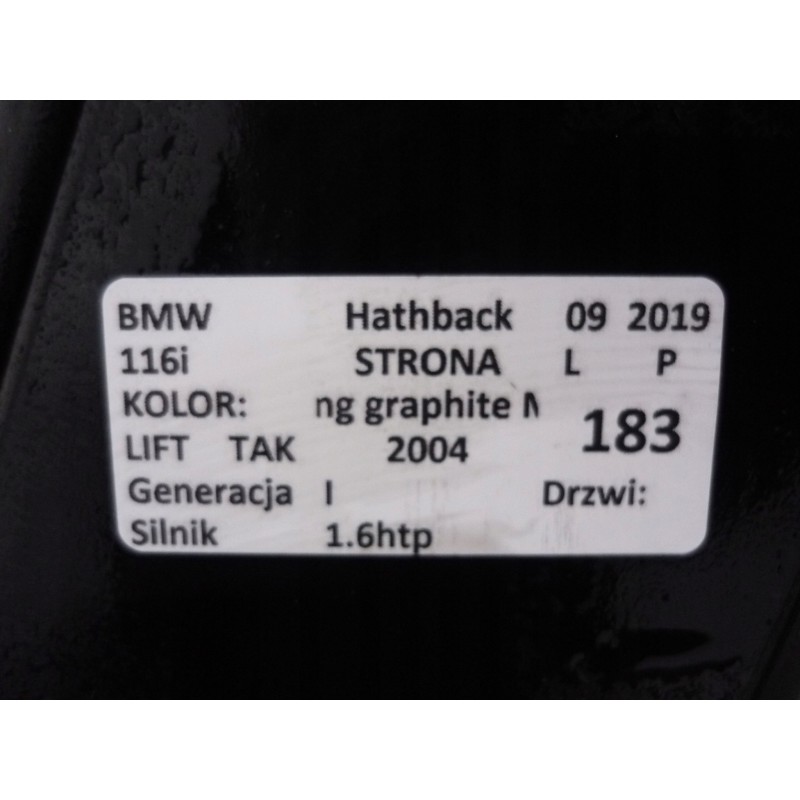 BMW Hathback 09 2019
116i STRONA L P
KOLOR: ng graphite M
LIFT TAK 2004 183
Generacja I Drzwi:
Silnik 1.6htp